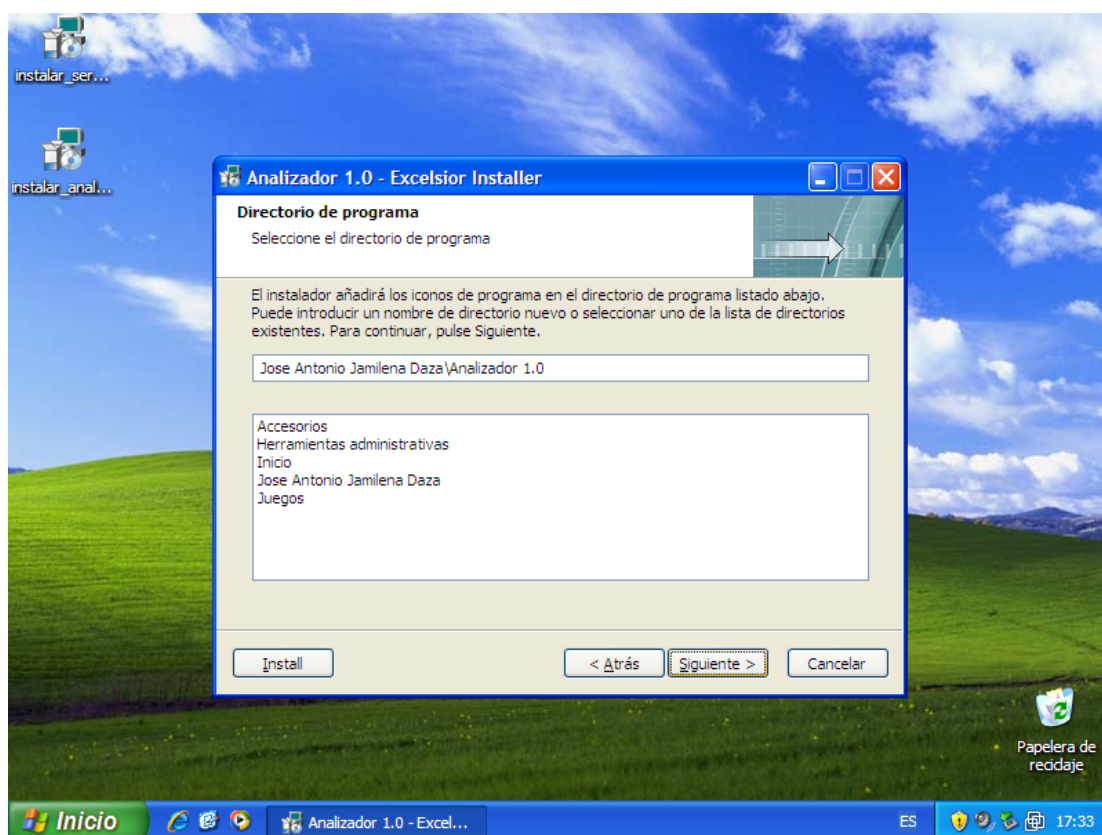 instalar_ser...
instalar_anal...
Analizador 1.0 - Excelsior Installer
Directorio de programa
Seleccione el directorio de programa
El instalador añadirá los iconos de programa en el directorio de programa listado abajo.
Puede introducir un nombre de directorio nuevo o seleccionar uno de la lista de directorios
existentes. Para continuar, pulse Siguiente.
Jose Antonio Jamilena Daza\Analizador 1.0
Accesorios
Herramientas administrativas
Inicio
Jose Antonio Jamilena Daza
Juegos
Install
< Atrás
Siguiente >
Cancelar
Papelera de
reciclaje
Inicio
Analizador 1.0 - Excel...
ES
17:33